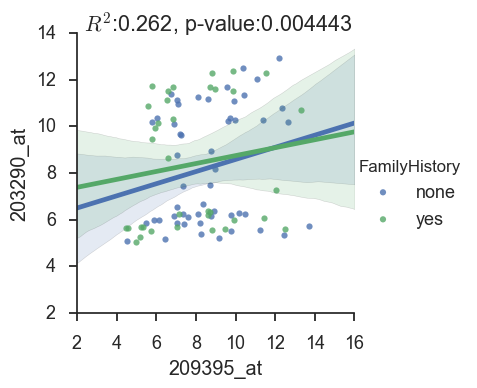 R²:0.262, p-value:0.004443
14
12
10
8
6
4
2
203290_at
2 4 6 8 10 12 14 16
209395_at
FamilyHistory
none
yes